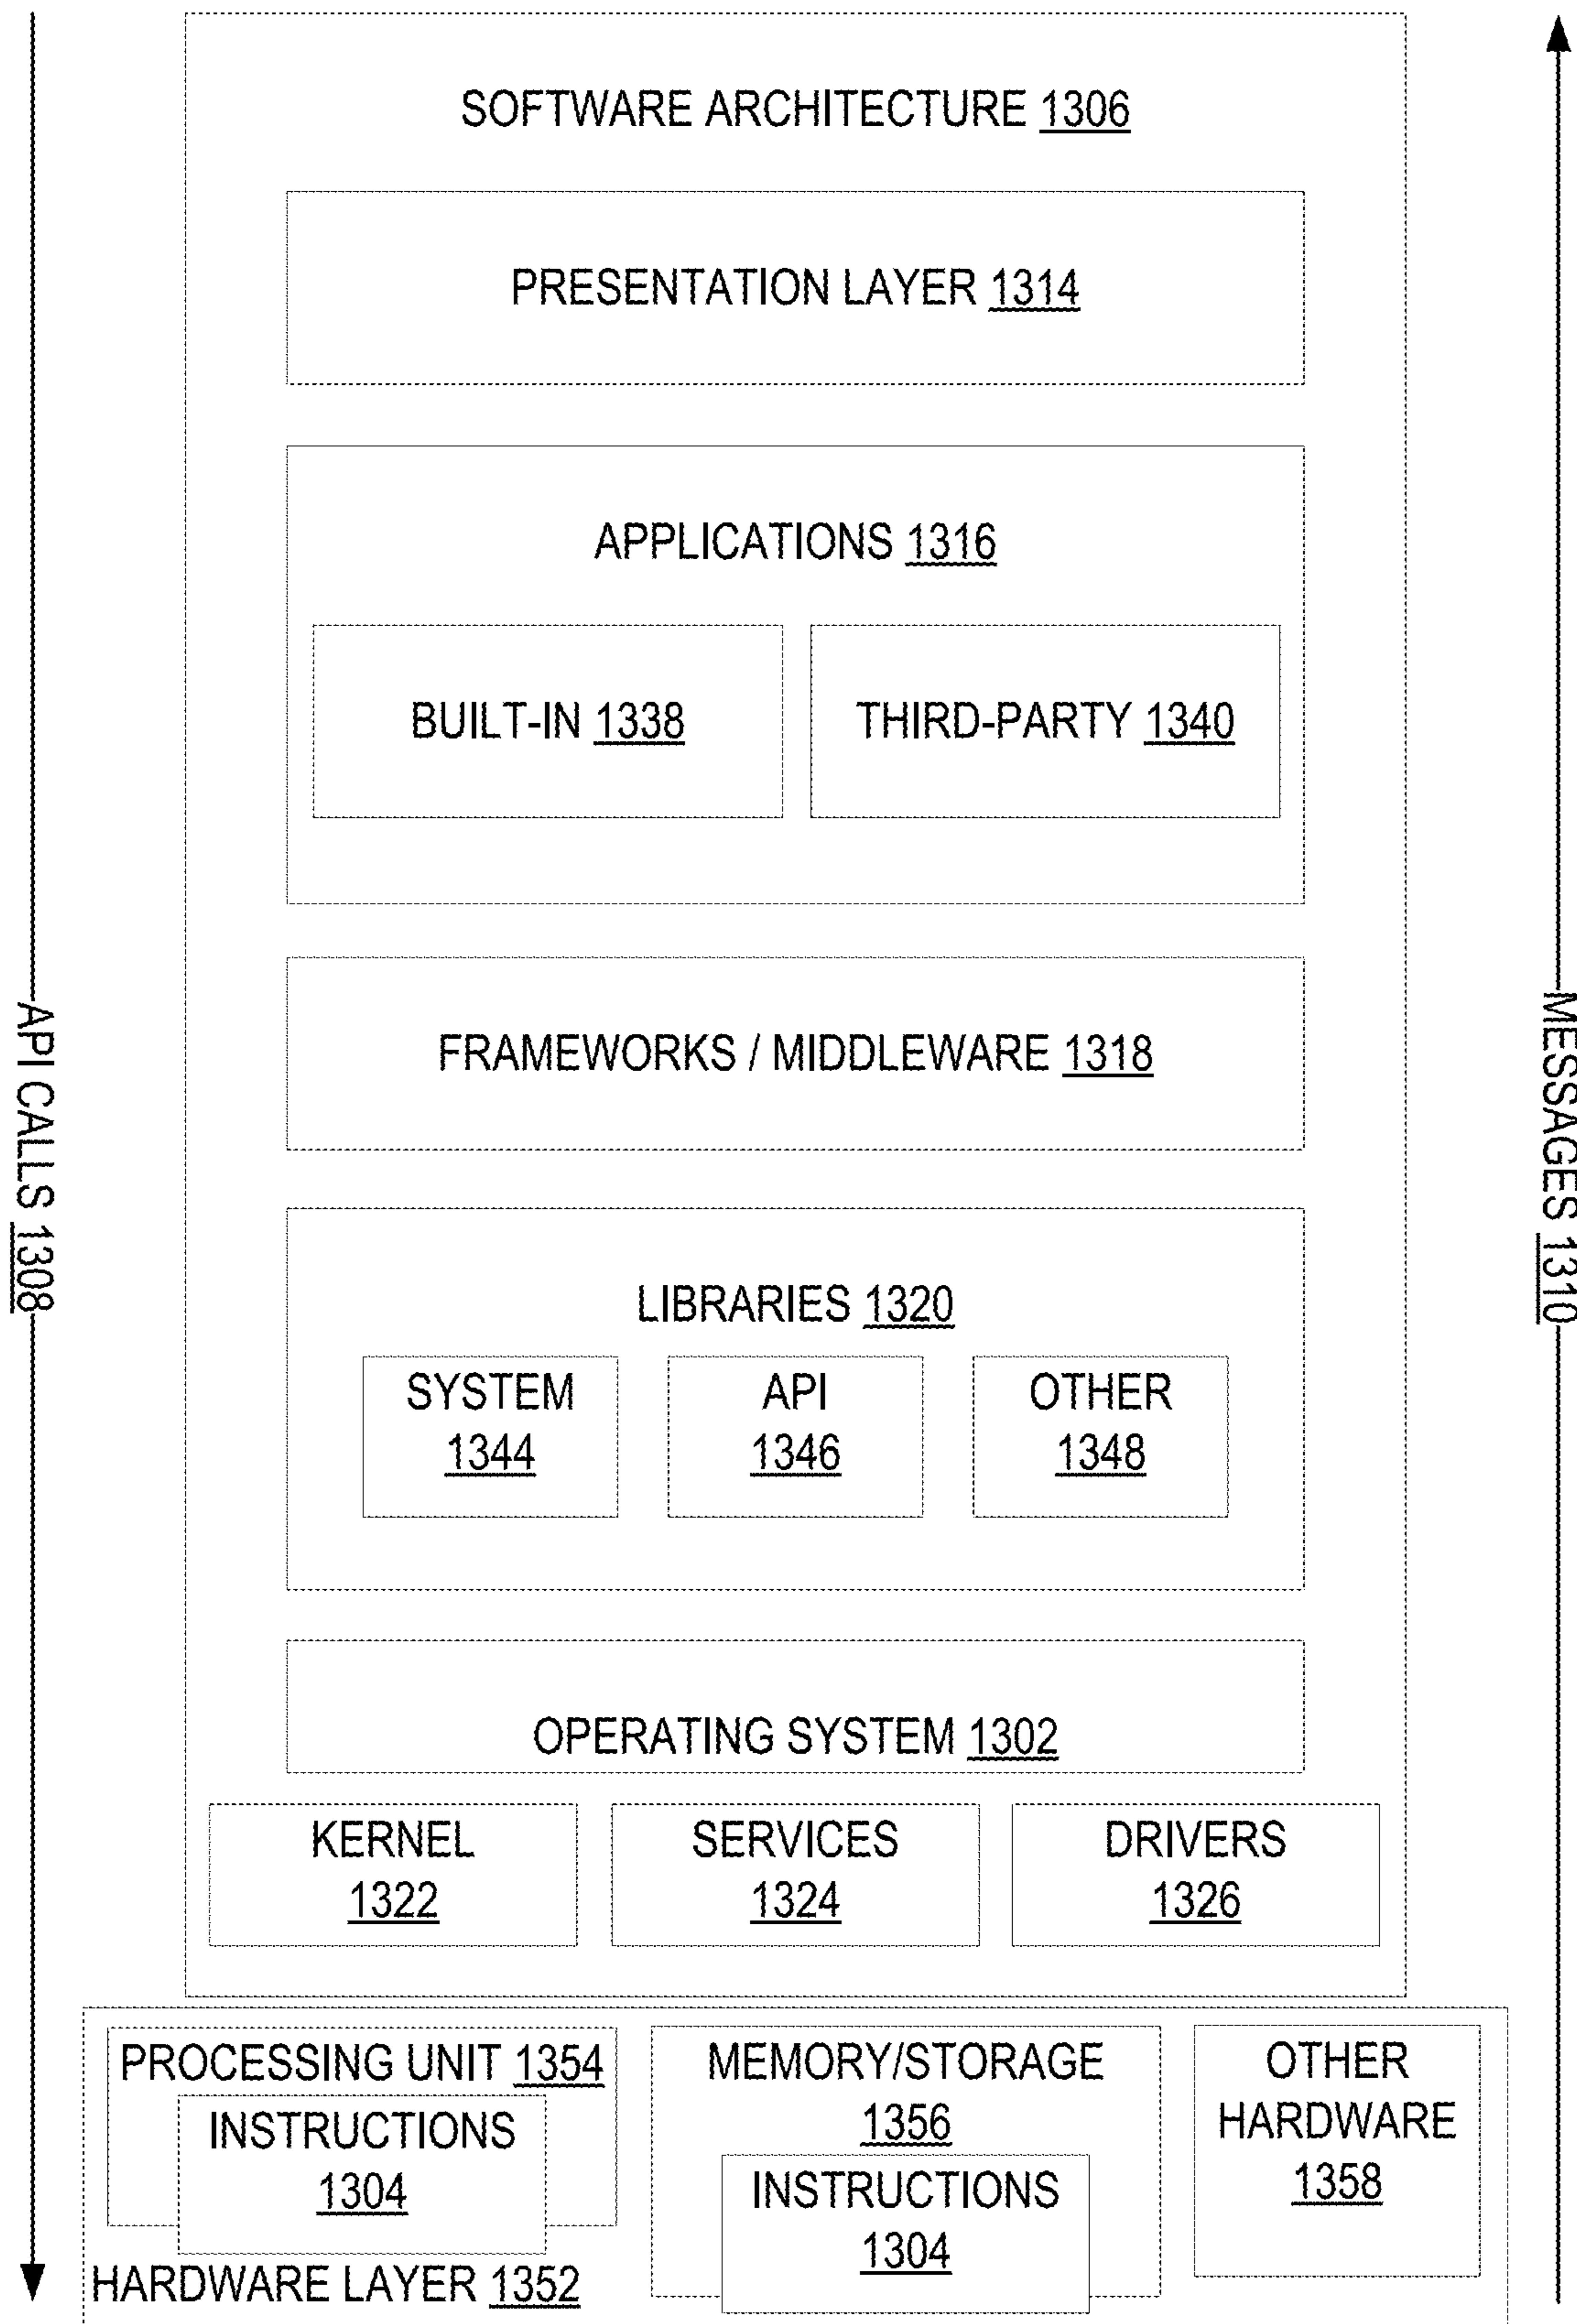 SOFTWARE ARCHITECTURE 1306
PRESENTATION LAYER 1314
APPLICATIONS 1316
BUILT-IN 1338
THIRD-PARTY 1340
FRAMEWORKS / MIDDLEWARE 1318
API CALLS 1308
MESSAGES 1310
LIBRARIES 1320
SYSTEM
1344
API
1346
OTHER
1348
OPERATING SYSTEM 1302
KERNEL
1322
SERVICES
1324
DRIVERS
1326
PROCESSING UNIT 1354
INSTRUCTIONS
1304
MEMORY/STORAGE
1356
INSTRUCTIONS
1304
OTHER
HARDWARE
1358
HARDWARE LAYER 1352